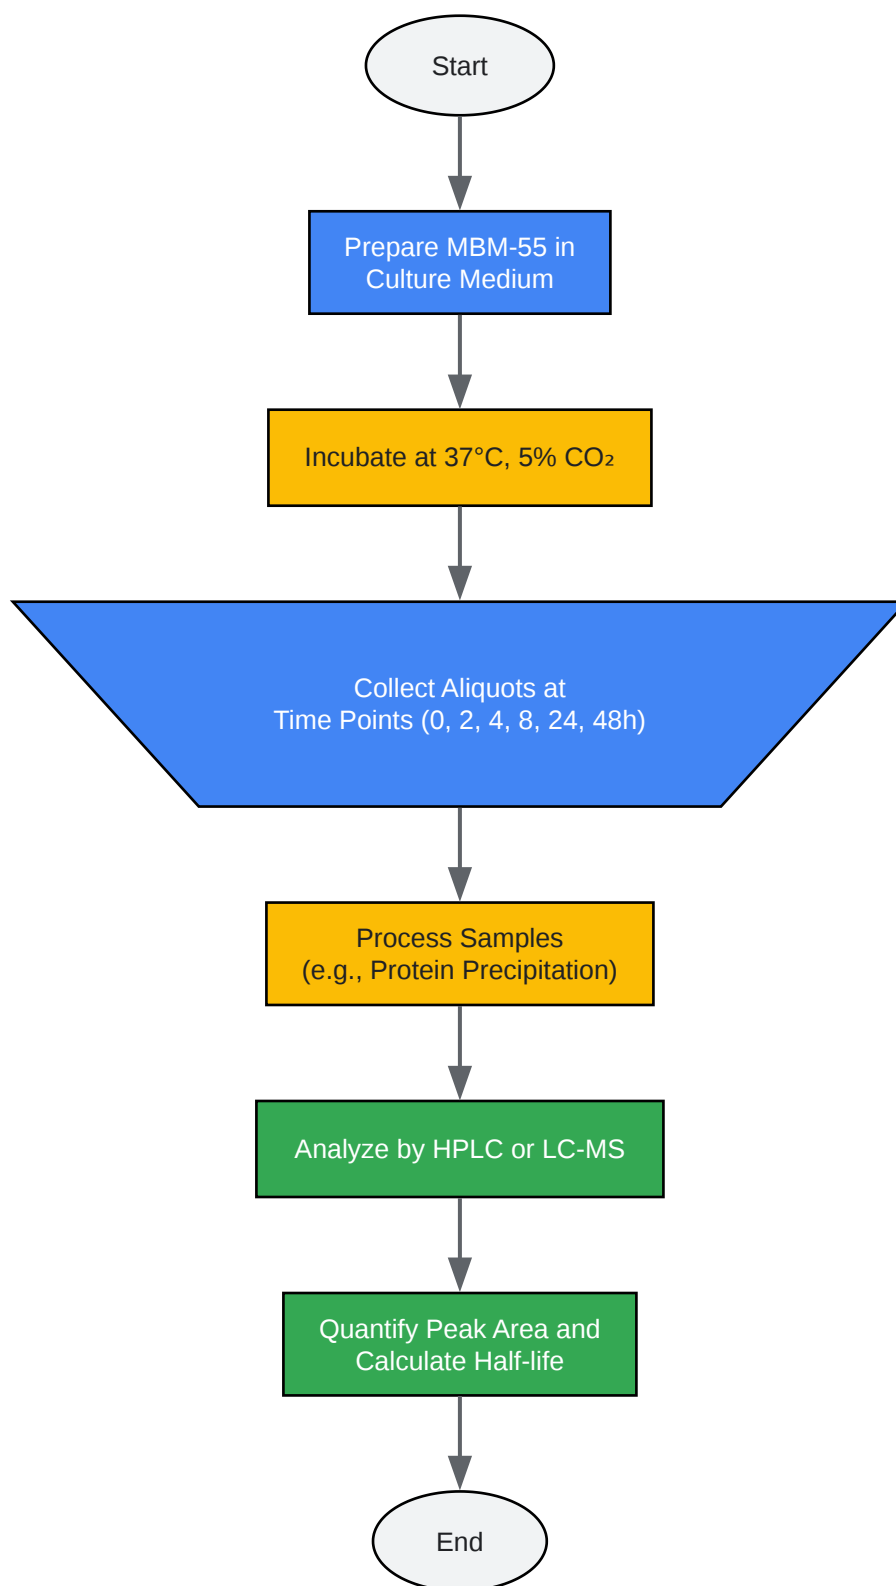 Start
Prepare MBM-55 in
Culture Medium
Incubate at 37°C, 5% CO₂
Collect Aliquots at
Time Points (0, 2, 4, 8, 24, 48h)
Process Samples
(e.g., Protein Precipitation)
Analyze by HPLC or LC-MS
Quantify Peak Area and
Calculate Half-life
End